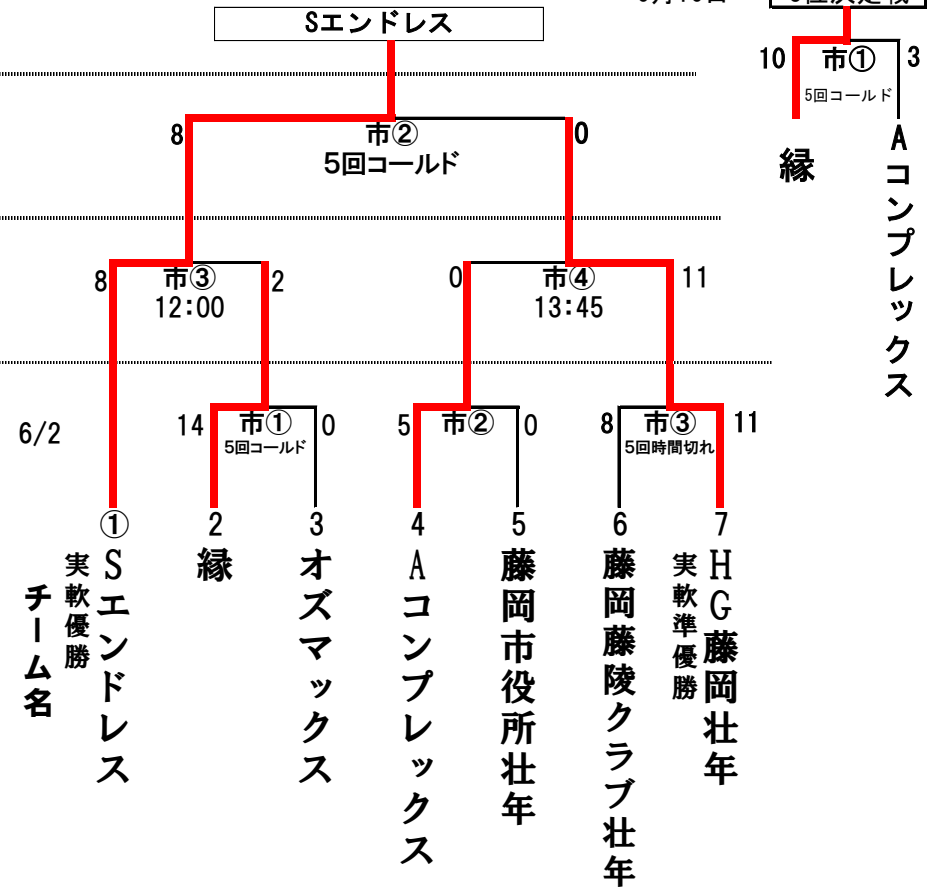 Sエンドレス
10
市①
3
5回コールド
縁
Aコンプレックス
8
市②
0
5回コールド
8
市③
2
12:00
0
市④
11
13:45
6/2
14
市①
0
5回コールド
5
市②
0
8
市③
11
5回時間切れ
①
2
3
4
5
6
7
チーム名
実軟優勝
Sエンドレス
縁
オズマックス
Aコンプレックス
藤岡市役所壮年
藤岡藤陵クラブ壮年
実軟準優勝
HG藤岡壮年